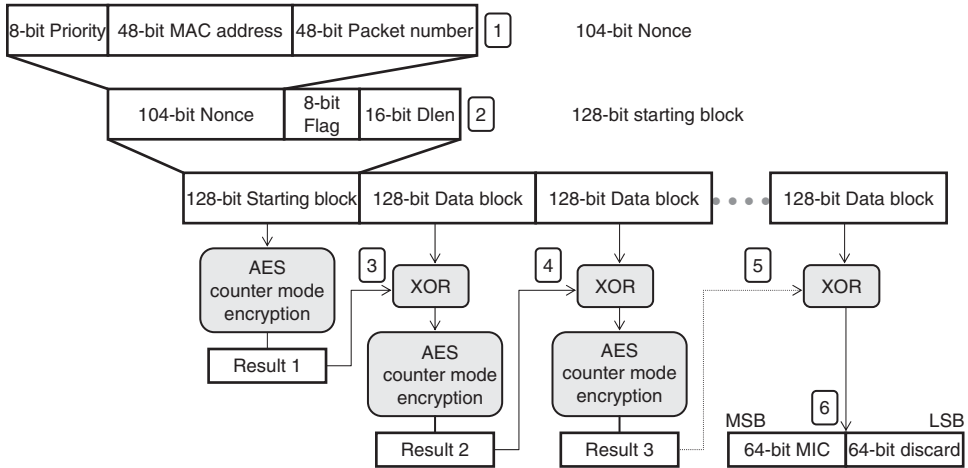 8-bit Priority 48-bit MAC address 48-bit Packet number 1 104-bit Nonce
104-bit Nonce 8-bit Flag 16-bit Dlen 2 128-bit starting block
128-bit Starting block 128-bit Data block 128-bit Data block 128-bit Data block
AES
counter mode
encryption
3 XOR 4 XOR 5 XOR
Result 1
AES
counter mode
encryption
AES
counter mode
encryption
Result 2 Result 3
6
MSB LSB
64-bit MIC 64-bit discard